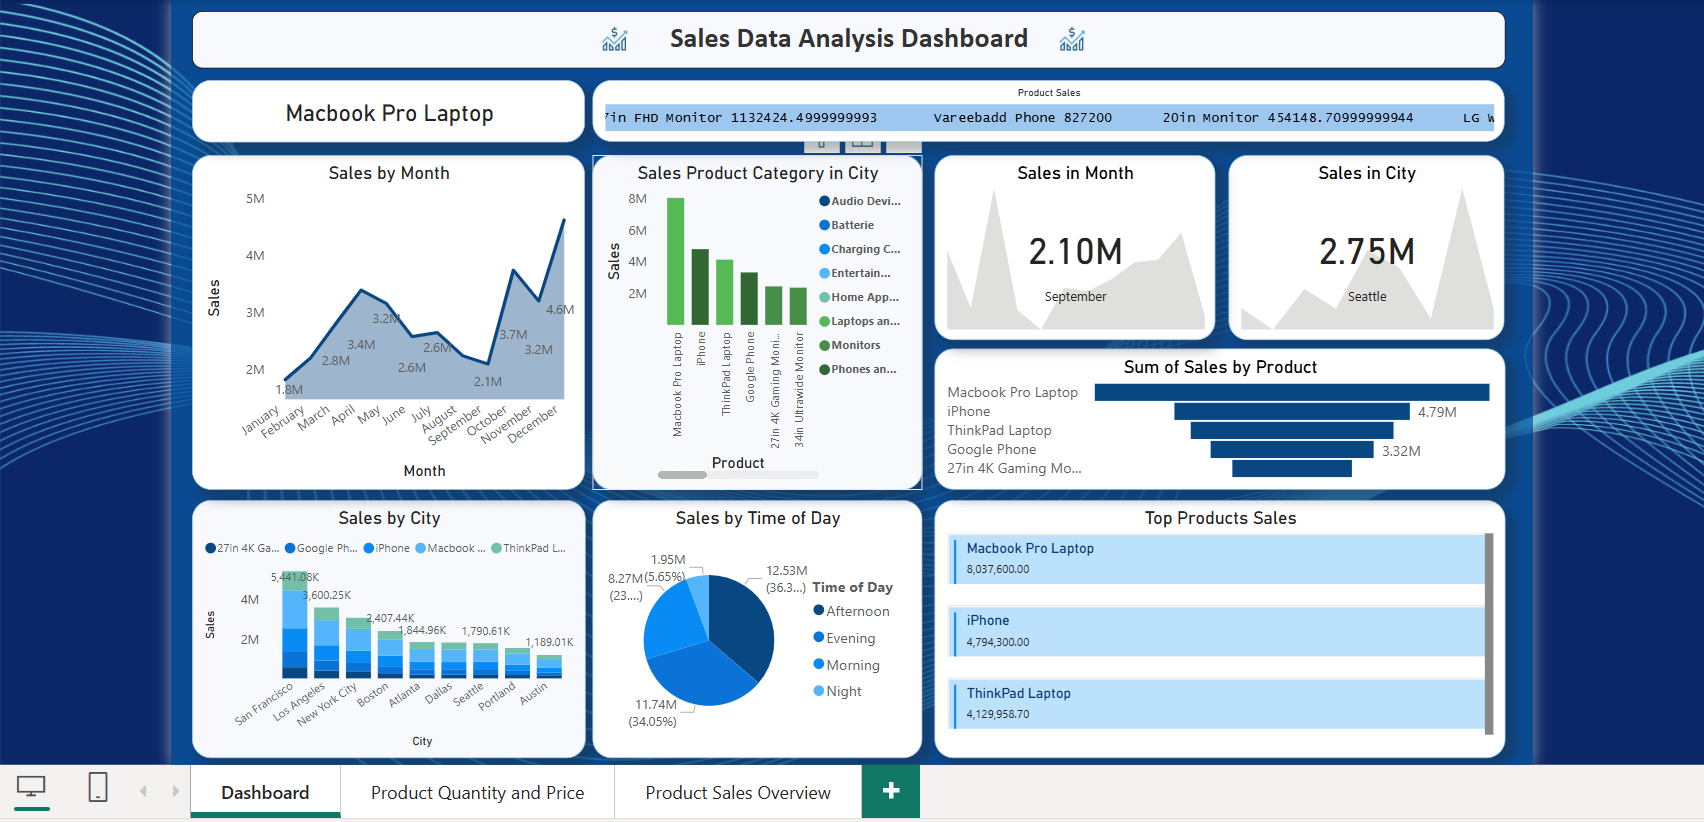 Sales Data Analysis Dashboard
Macbook Pro Laptop
Product Sales
7in FHD Monitor 1132424.4999999993 Vareebadd Phone 827200 20in Monitor 454148.70999999944 LG W
Sales by Month
5M
4M
3M
2M
Sales
1.8M
2.8M
3.4M
3.2M
2.6M
2.6M
2.1M
3.7M
3.2M
4.6M
January
February
March
April
May
June
July
August
September
October
November
December
Month
Sales Product Category in City
8M
6M
4M
2M
Sales
Macbook Pro Laptop
iPhone
ThinkPad Laptop
Google Phone
27in 4K Gaming Moni...
34in Ultrawide Monitor
Product
Audio Devi...
Batterie
Charging C...
Entertain...
Home App...
Laptops an...
Monitors
Phones an...
Sales in Month
2.10M
September
Sales in City
2.75M
Seattle
Sum of Sales by Product
Macbook Pro Laptop
iPhone
4.79M
ThinkPad Laptop
Google Phone
3.32M
27in 4K Gaming Mo...
Sales by City
27in 4K Ga... Google Ph... iPhone Macbook ... ThinkPad L...
4M
2M
Sales
5,441.08K
3,600.25K
2,407.44K
1,844.96K
1,790.61K
1,189.01K
San Francisco
Los Angeles
New York City
Boston
Atlanta
Dallas
Seattle
Portland
Austin
City
Sales by Time of Day
1.95M
(5.65%)
12.53M
(36.3...)
8.27M
(23....)
11.74M
(34.05%)
Time of Day
Afternoon
Evening
Morning
Night
Top Products Sales
Macbook Pro Laptop
8,037,600.00
iPhone
4,794,300.00
ThinkPad Laptop
4,129,958.70
Dashboard
Product Quantity and Price
Product Sales Overview